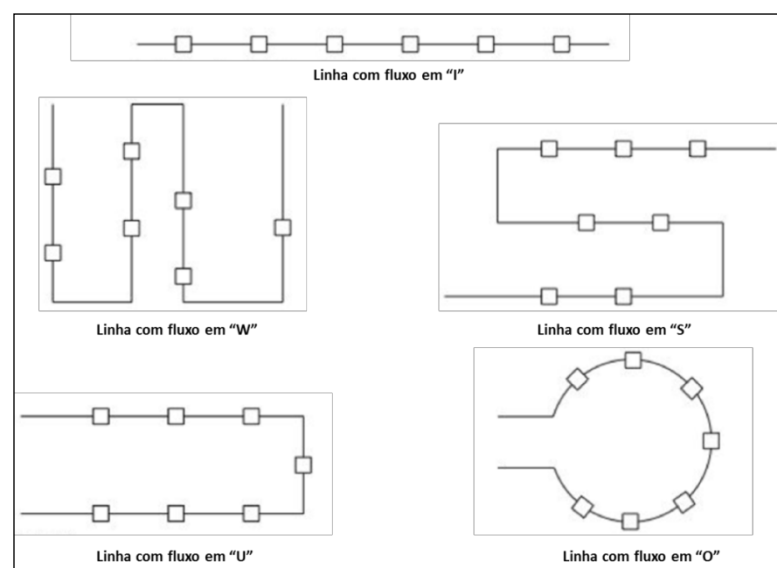 Linha com fluxo em “I”
Linha com fluxo em “W”
Linha com fluxo em “S”
Linha com fluxo em “U”
Linha com fluxo em “O”